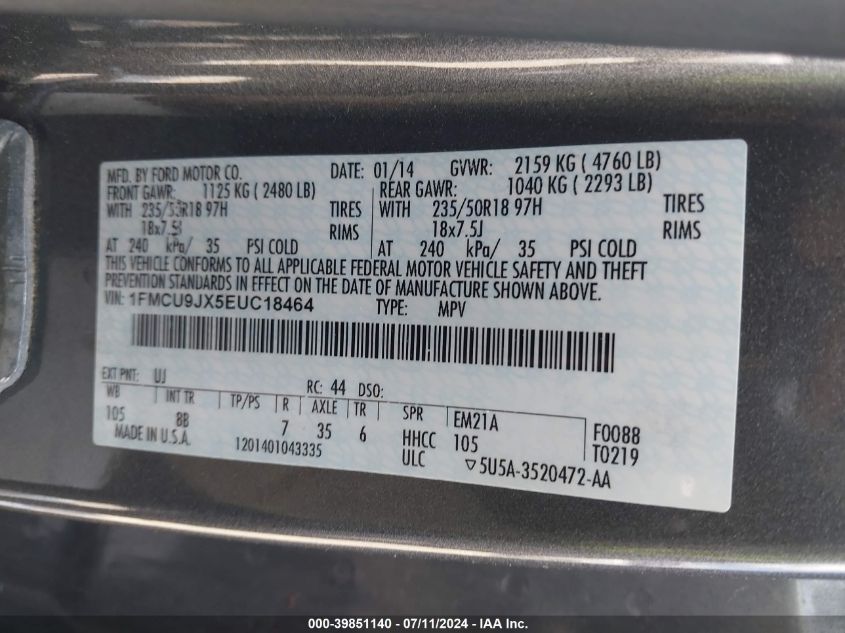 MFD. BY FORD MOTOR CO. DATE: 01/14 GVWR: 2159 KG ( 4760 LB)
FRONT GAWR: 1125 KG ( 2480 LB) REAR GAWR: 1040 KG ( 2293 LB)
WITH 235/50R18 97H TIRES WITH 235/50R18 97H TIRES
18x7.5J RIMS 18x7.5J RIMS
AT 240 kPa/ 35 PSI COLD AT 240 kPa/ 35 PSI COLD
THIS VEHICLE CONFORMS TO ALL APPLICABLE FEDERAL MOTOR VEHICLE SAFETY AND THEFT
PREVENTION STANDARDS IN EFFECT ON THE DATE OF MANUFACTURE SHOWN ABOVE.
VIN: 1FMCU9JX5EUC18464 TYPE: MPV
EXT PNT: UJ RC: 44 DSO:
WB INT TR TP/PS R AXLE TR SPR EM21A F0088
105 8B 7 35 6 HHCC 105 T0219
MADE IN U.S.A. 1201401043335 ULC ▽5U5A-3520472-AA
000-39851140 - 07/11/2024 - IAA Inc.